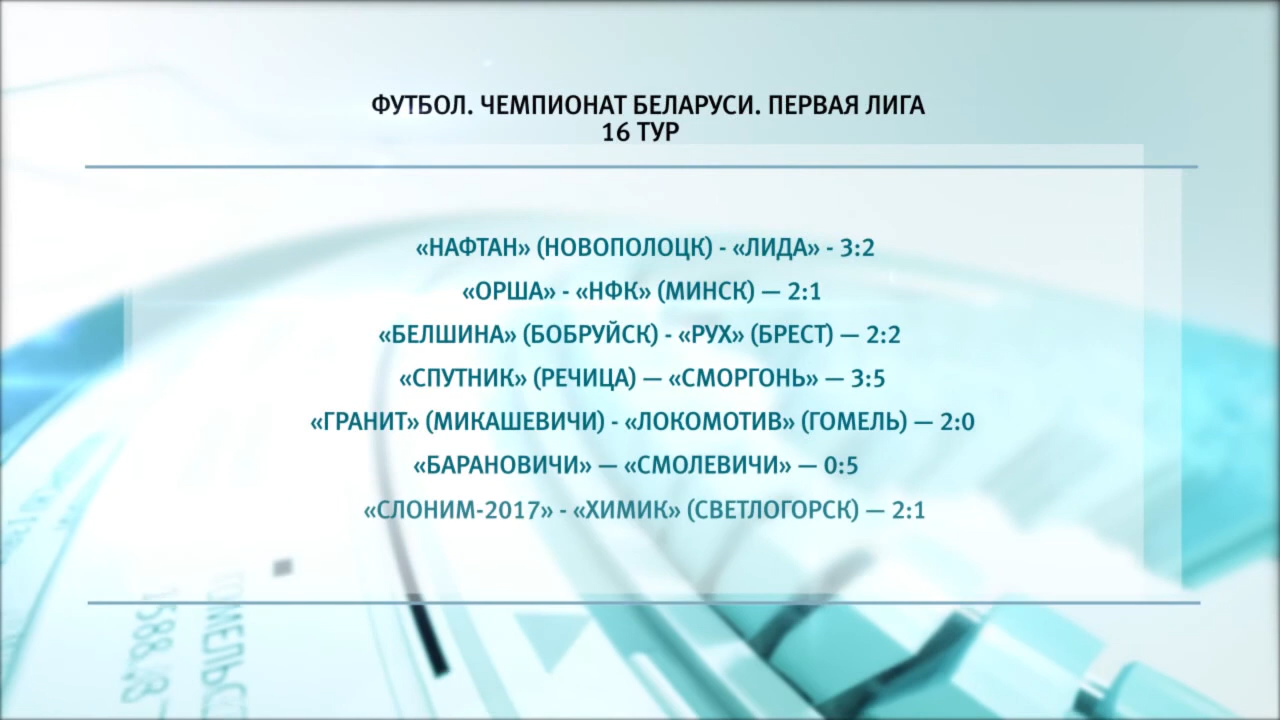 ФУТБОЛ. ЧЕМПИОНАТ БЕЛАРУСИ. ПЕРВАЯ ЛИГА
16 ТУР
«НАФТАН» (НОВОПОЛОЦК) - «ЛИДА» - 3:2
«ОРША» - «НФК» (МИНСК) — 2:1
«БЕЛШИНА» (БОБРУЙСК) - «РУХ» (БРЕСТ) — 2:2
«СПУТНИК» (РЕЧИЦА) — «СМОРГОНЬ» — 3:5
«ГРАНИТ» (МИКАШЕВИЧИ) - «ЛОКОМОТИВ» (ГОМЕЛЬ) — 2:0
«БАРАНОВИЧИ» — «СМОЛЕВИЧИ» — 0:5
«СЛОНИМ-2017» - «ХИМИК» (СВЕТЛОГОРСК) — 2:1